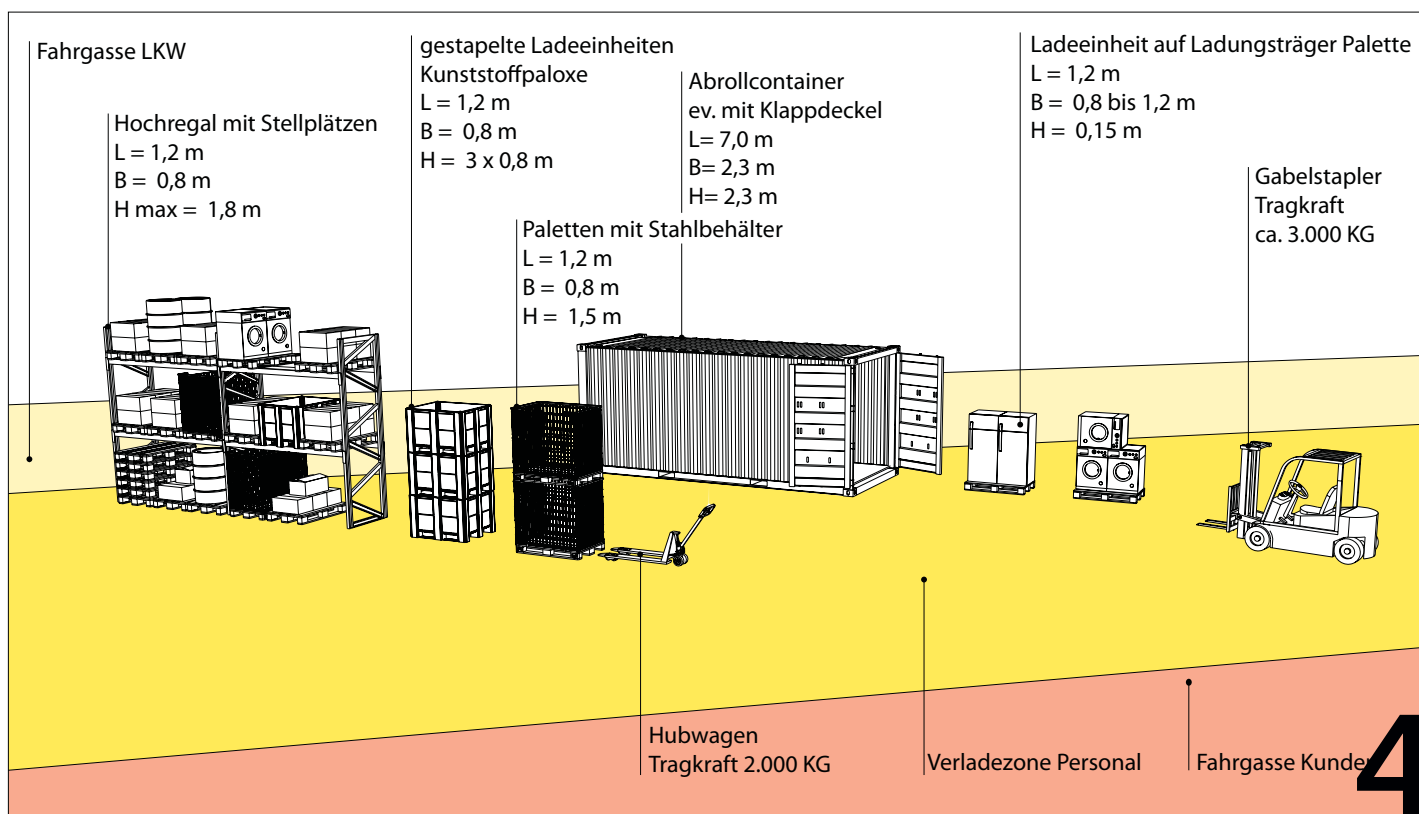 Fahrgasse LKW
Hochregal mit Stellplätzen
L = 1,2 m
B = 0,8 m
H max = 1,8 m
gestapelte Ladeeinheiten
Kunststoffpaloxe
L = 1,2 m
B = 0,8 m
H = 3 x 0,8 m
Paletten mit Stahlbehälter
L = 1,2 m
B = 0,8 m
H = 1,5 m
Abrollcontainer
ev. mit Klappdeckel
L= 7,0 m
B= 2,3 m
H= 2,3 m
Ladeeinheit auf Ladungsträger Palette
L = 1,2 m
B = 0,8 bis 1,2 m
H = 0,15 m
Gabelstapler
Tragkraft
ca. 3.000 KG
Hubwagen
Tragkraft 2.000 KG
Verladezone Personal
Fahrgasse Kunden
4